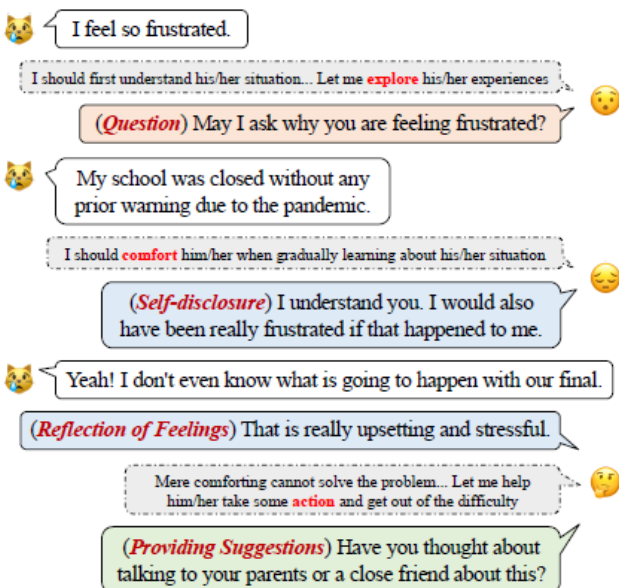 I feel so frustrated.
I should first understand his/her situation... Let me explore his/her experiences
(Question) May I ask why you are feeling frustrated?
My school was closed without any
prior warning due to the pandemic.
I should comfort him/her when gradually learning about his/her situation
(Self-disclosure) I understand you. I would also
have been really frustrated if that happened to me.
Yeah! I don't even know what is going to happen with our final.
(Reflection of Feelings) That is really upsetting and stressful.
Mere comforting cannot solve the problem... Let me help
him/her take some action and get out of the difficulty
(Providing Suggestions) Have you thought about
talking to your parents or a close friend about this?